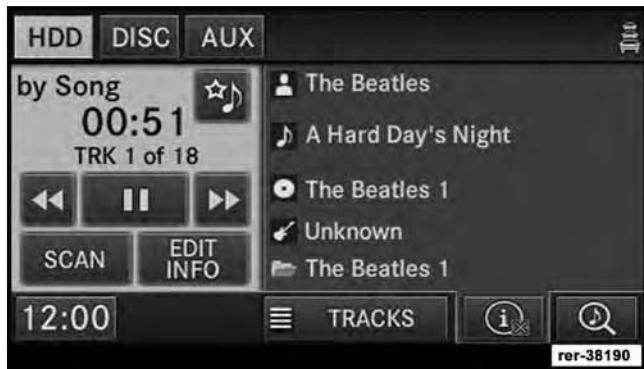 HDD DISC AUX
by Song
00:51
TRK 1 of 18
SCAN
EDIT
INFO
The Beatles
A Hard Day's Night
The Beatles 1
Unknown
The Beatles 1
12:00
TRACKS
i
rer-38190